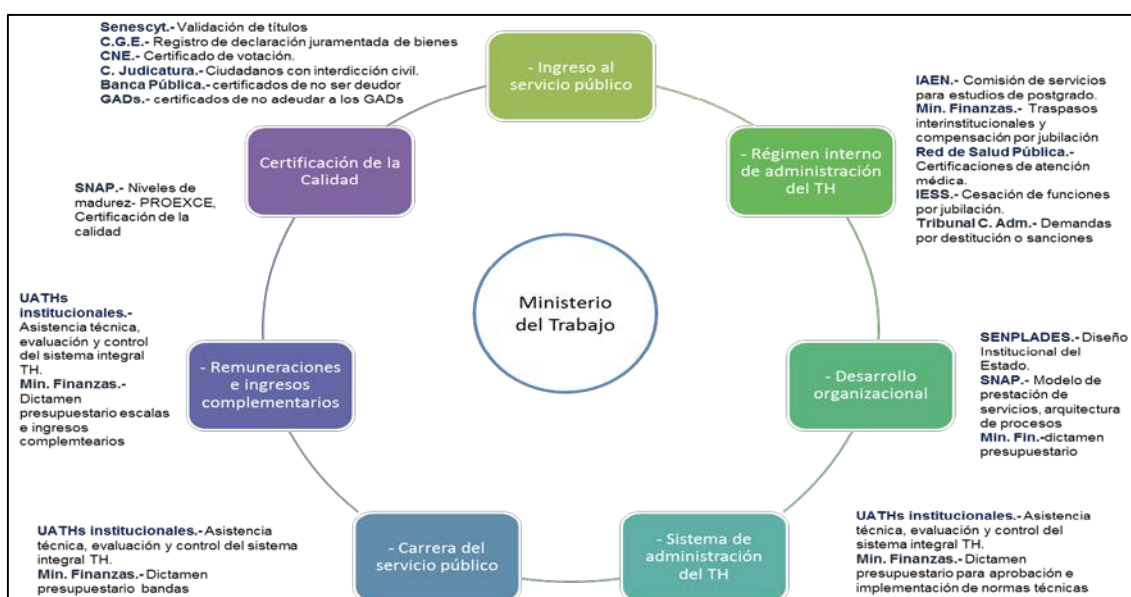 Senescyt.- Validación de títulos
C.G.E.- Registro de declaración juramentada de bienes
CNE.- Certificado de votación.
C. Judicatura.- Ciudadanos con interdicción civil.
Banca Pública.- certificados de no ser deudor
GADs.- certificados de no adeudar a los GADs
- Ingreso al
servicio público
IAEN.- Comisión de servicios
para estudios de postgrado.
Min. Finanzas.- Traspasos
interinstitucionales y
compensación por jubilación
Red de Salud Pública.-
Certificaciones de atención
médica.
IESS.- Cesación de funciones
por jubilación.
Tribunal C. Adm.- Demandas
por destitución o sanciones
- Régimen interno
de administración
del TH
Certificación de la
Calidad
SNAP.- Niveles de
madurez- PROEXCE,
Certificación de la
calidad
Ministerio
del Trabajo
UATHs
institucionales.-
Asistencia técnica,
evaluación y control
del sistema integral
TH.
Min. Finanzas.-
Dictamen
presupuestario escalas
e ingresos
complemtearios
- Remuneraciones
e ingresos
complementarios
- Desarrollo
organizacional
SENPLADES.- Diseño
Institucional del
Estado.
SNAP.- Modelo de
prestación de
servicios, arquitectura
de procesos
Min. Fin.-dictamen
presupuestario
UATHs institucionales.- Asistencia
técnica, evaluación y control del sistema
integral TH.
Min. Finanzas.- Dictamen
presupuestario bandas
- Carrera del
servicio público
- Sistema de
administración
del TH
UATHs institucionales.- Asistencia
técnica, evaluación y control del
sistema integral TH.
Min. Finanzas.- Dictamen
presupuestario para aprobación e
implementación de normas técnicas